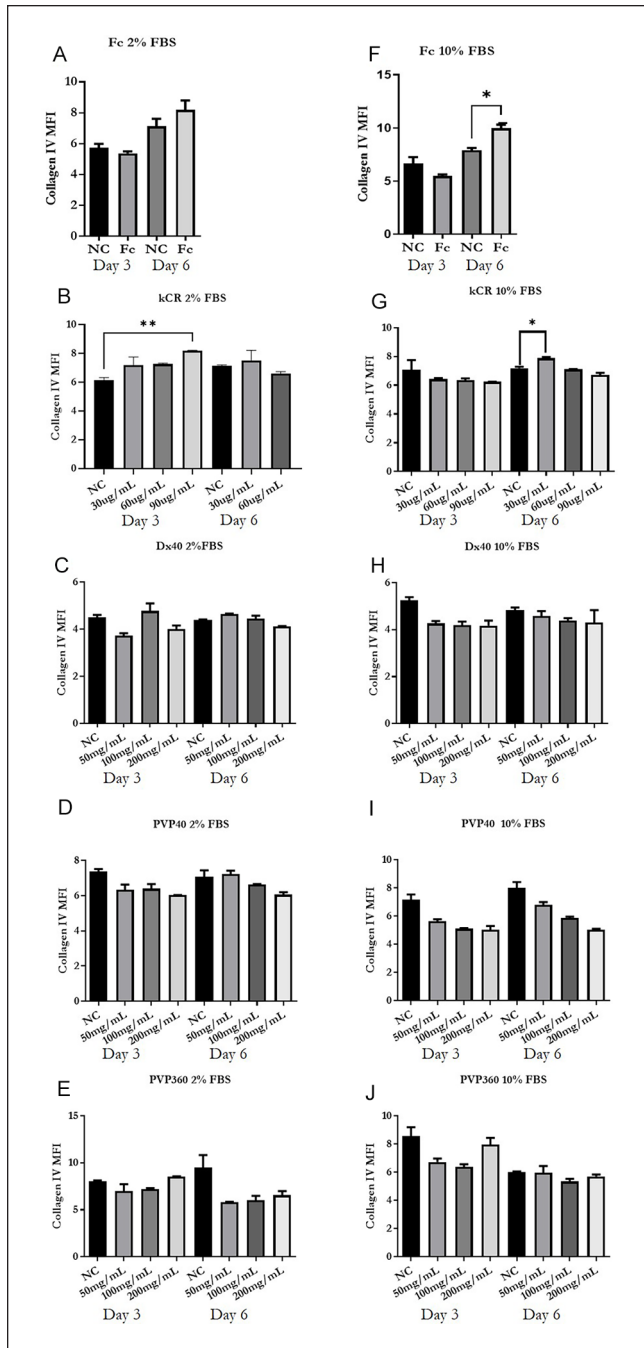 A
Fc 2% FBS
Collagen IV MFI
10
8
6
4
2
0
NC Fc NC Fc
Day 3 Day 6
F
Fc 10% FBS
Collagen IV MFI
15
10
5
0
*
NC Fc NC Fc
Day 3 Day 6
B
kCR 2% FBS
Collagen IV MFI
10
8
6
4
2
0
**
NC 30ug/mL 60ug/mL 90ug/mL NC 30ug/mL 60ug/mL
Day 3 Day 6
G
kCR 10% FBS
Collagen IV MFI
10
8
6
4
2
0
*
NC 30ug/mL 60ug/mL 90ug/mL NC 30ug/mL 60ug/mL 90ug/mL
Day 3 Day 6
C
Dx40 2%FBS
Collagen IV MFI
6
4
2
0
NC 50mg/mL 100mg/mL 200mg/mL NC 50mg/mL 100mg/mL 200mg/mL
Day 3 Day 6
H
Dx40 10% FBS
Collagen IV MFI
6
4
2
0
NC 50mg/mL 100mg/mL 200mg/mL NC 50mg/mL 100mg/mL 200mg/mL
Day 3 Day 6
D
PVP40 2% FBS
Collagen IV MFI
8
6
4
2
0
NC 50mg/mL 100mg/mL 200mg/mL NC 50mg/mL 100mg/mL 200mg/mL
Day 3 Day 6
I
PVP40 10% FBS
Collagen IV MFI
10
8
6
4
2
0
NC 50mg/mL 100mg/mL 200mg/mL NC 50mg/mL 100mg/mL 200mg/mL
Day 3 Day 6
E
PVP360 2% FBS
Collagen IV MFI
15
10
5
0
NC 50mg/mL 100mg/mL 200mg/mL NC 50mg/mL 100mg/mL 200mg/mL
Day 3 Day 6
J
PVP360 10% FBS
Collagen IV MFI
10
8
6
4
2
0
NC 50mg/mL 100mg/mL 200mg/mL NC 50mg/mL 100mg/mL 200mg/mL
Day 3 Day 6